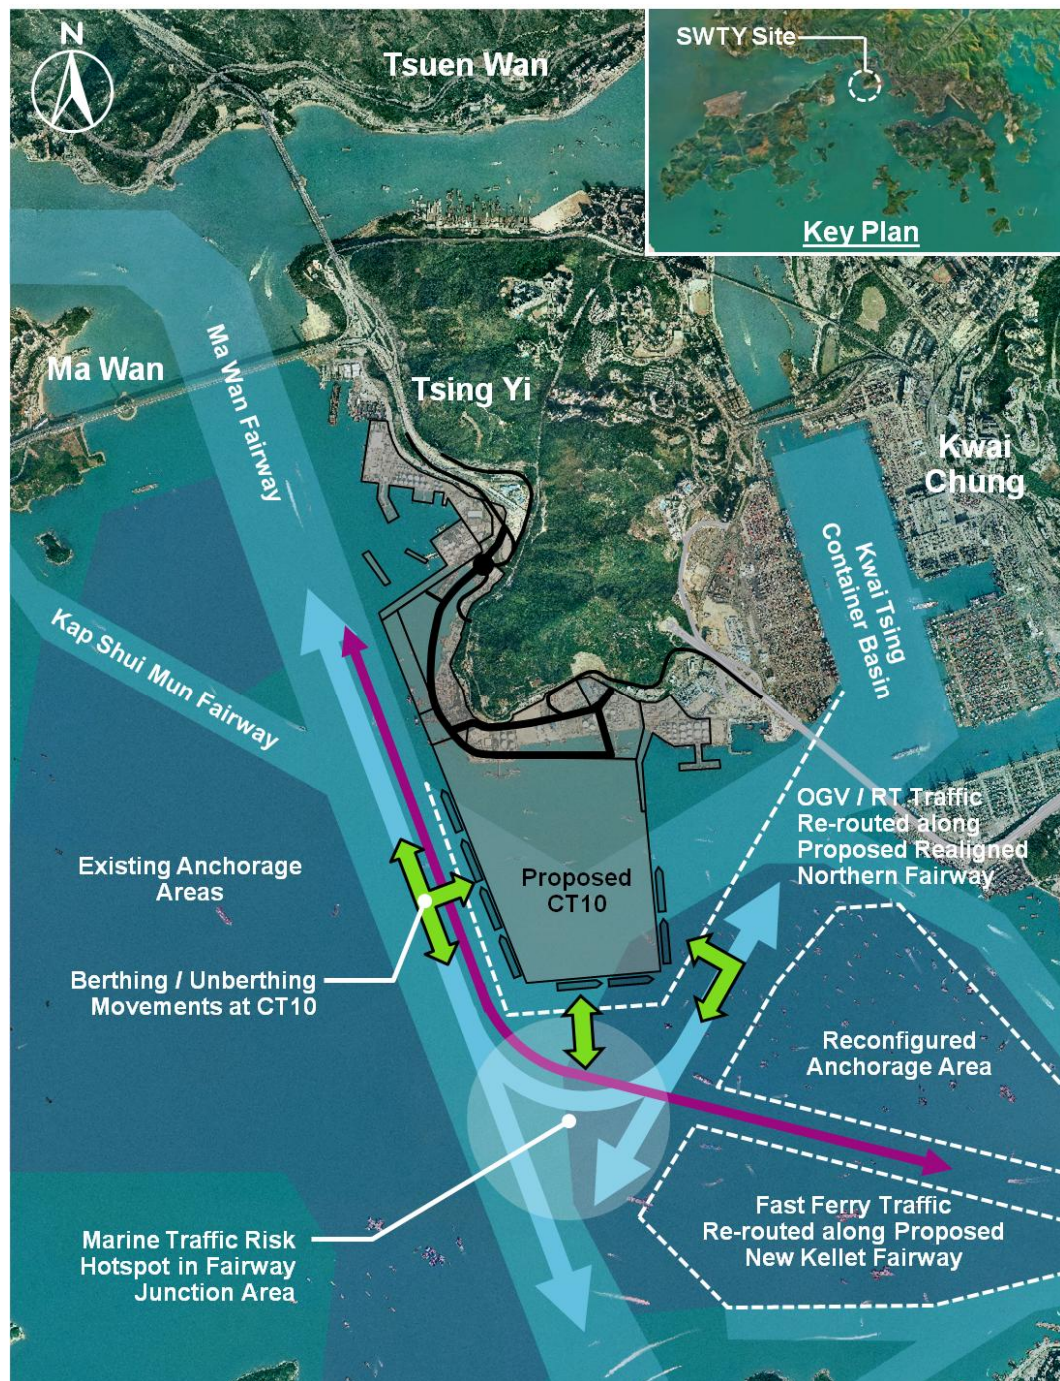 N
Tsuen Wan
SWTY Site
Key Plan
Ma Wan
Ma Wan Fairway
Tsing Yi
Kwai
Chung
Kwai Tsing
Container Basin
Kap Shui Mun Fairway
OGV / RT Traffic
Re-routed along
Proposed Realigned
Northern Fairway
Existing Anchorage
Areas
Proposed
CT10
Berthing / Unberthing
Movements at CT10
Reconfigured
Anchorage Area
Marine Traffic Risk
Hotspot in Fairway
Junction Area
Fast Ferry Traffic
Re-routed along Proposed
New Kellet Fairway